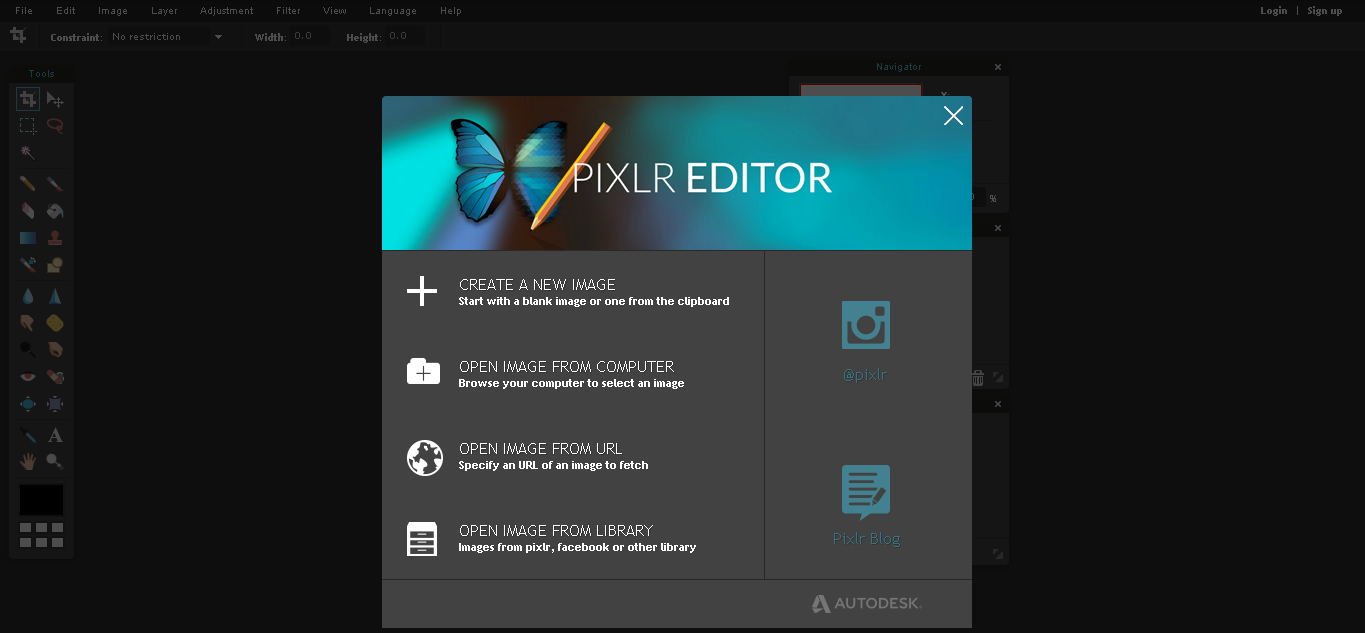 File Edit Image Layer Adjustment Filter View Language Help Login | Sign up
Constraint: No restriction Width: 0.0 Height: 0.0
Tools
Navigator
PIXLR EDITOR
%
CREATE A NEW IMAGE
Start with a blank image or one from the clipboard
OPEN IMAGE FROM COMPUTER
Browse your computer to select an image
OPEN IMAGE FROM URL
Specify an URL of an image to fetch
OPEN IMAGE FROM LIBRARY
Images from pixlr, facebook or other library
@pixlr
Pixlr Blog
AUTODESK.